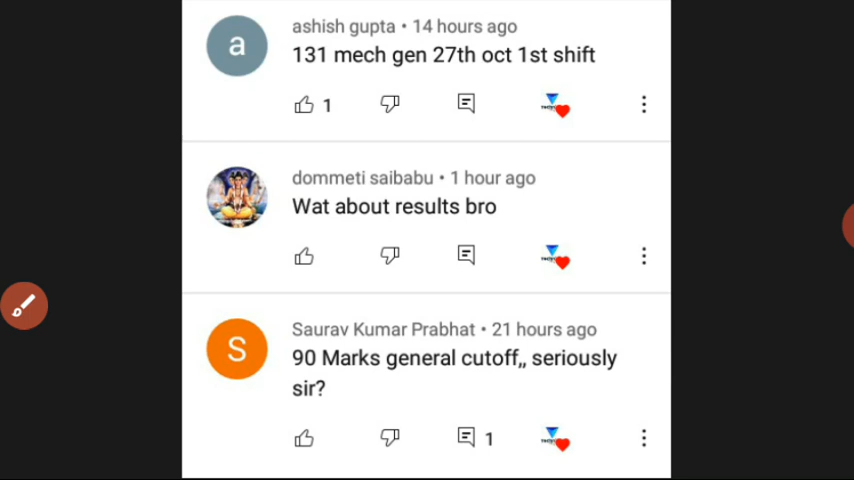 a
ashish gupta • 14 hours ago
131 mech gen 27th oct 1st shift
1
dommeti saibabu • 1 hour ago
Wat about results bro
S
Saurav Kumar Prabhat • 21 hours ago
90 Marks general cutoff,, seriously
sir?
1